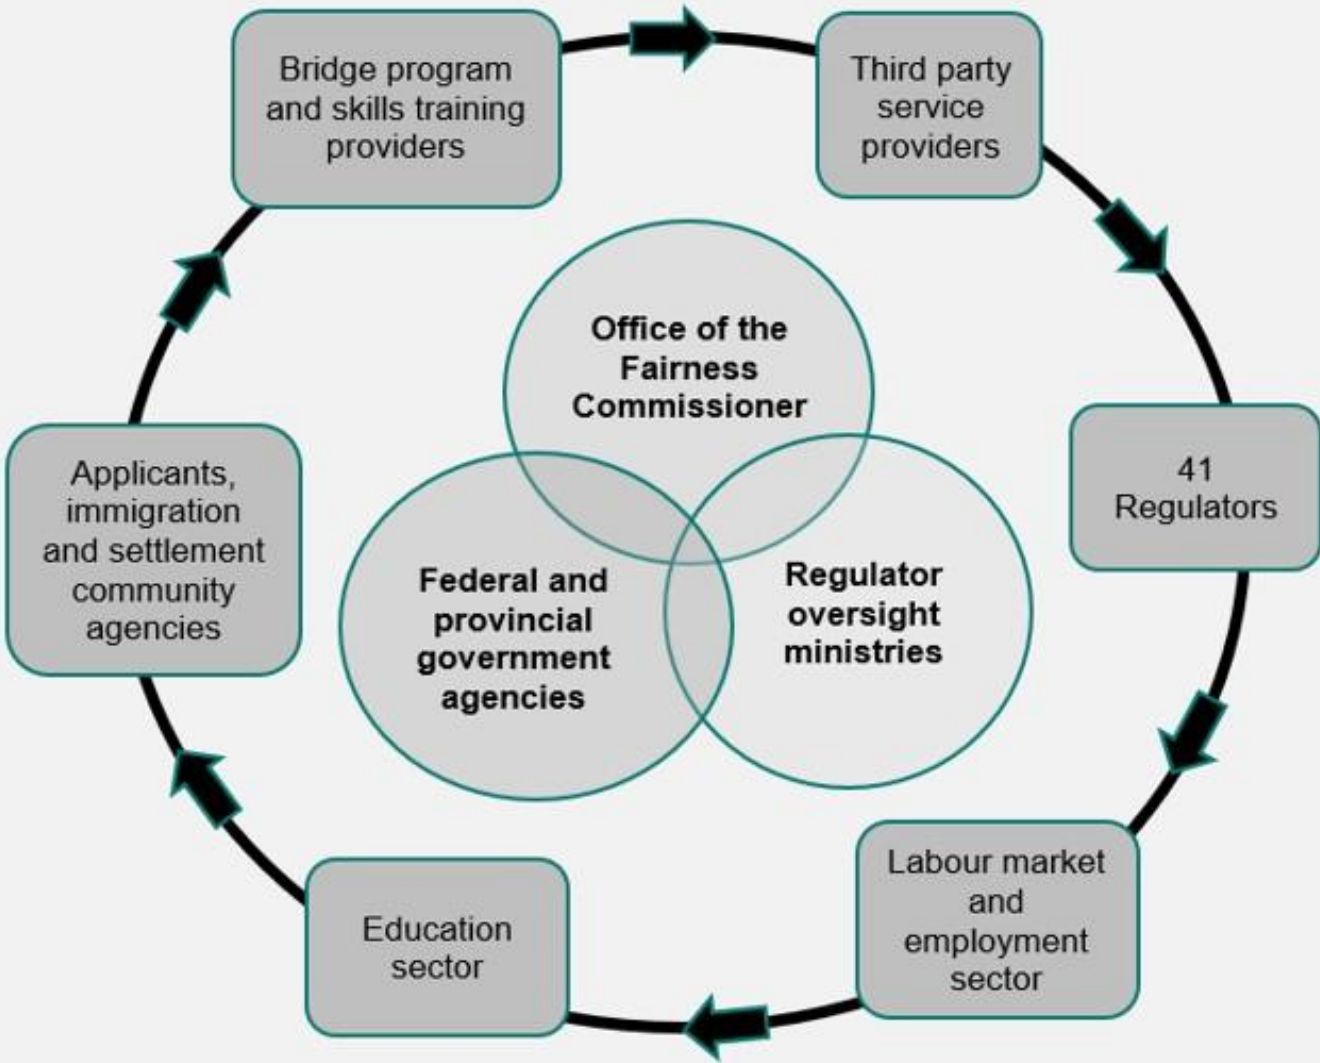 Bridge program
and skills training
providers
Third party
service
providers
Office of the
Fairness
Commissioner
Applicants,
immigration
and settlement
community
agencies
41
Regulators
Federal and
provincial
government
agencies
Regulator
oversight
ministries
Education
sector
Labour market
and
employment
sector